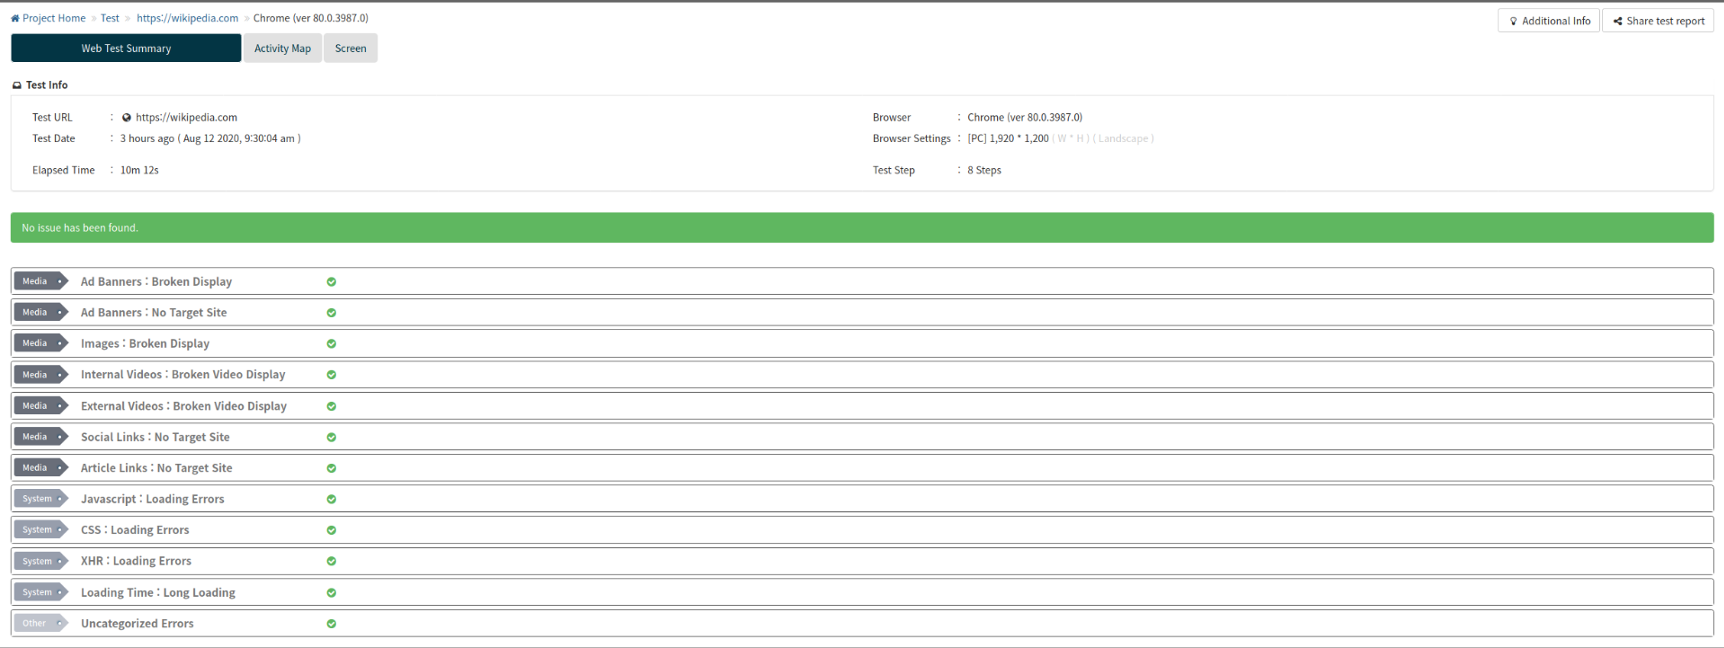 Project Home » Test » https://wikipedia.com » Chrome (ver 80.0.3987.0)
Additional Info
Share test report
Web Test Summary
Activity Map
Screen
Test Info
Test URL : https://wikipedia.com
Browser : Chrome (ver 80.0.3987.0)
Test Date : 3 hours ago ( Aug 12 2020, 9:30:04 am )
Browser Settings : [PC] 1,920 * 1,200 ( W * H ) ( Landscape )
Elapsed Time : 10m 12s
Test Step : 8 Steps
No issue has been found.
Media Ad Banners : Broken Display
Media Ad Banners : No Target Site
Media Images : Broken Display
Media Internal Videos : Broken Video Display
Media External Videos : Broken Video Display
Media Social Links : No Target Site
Media Article Links : No Target Site
System Javascript : Loading Errors
System CSS : Loading Errors
System XHR : Loading Errors
System Loading Time : Long Loading
Other Uncategorized Errors